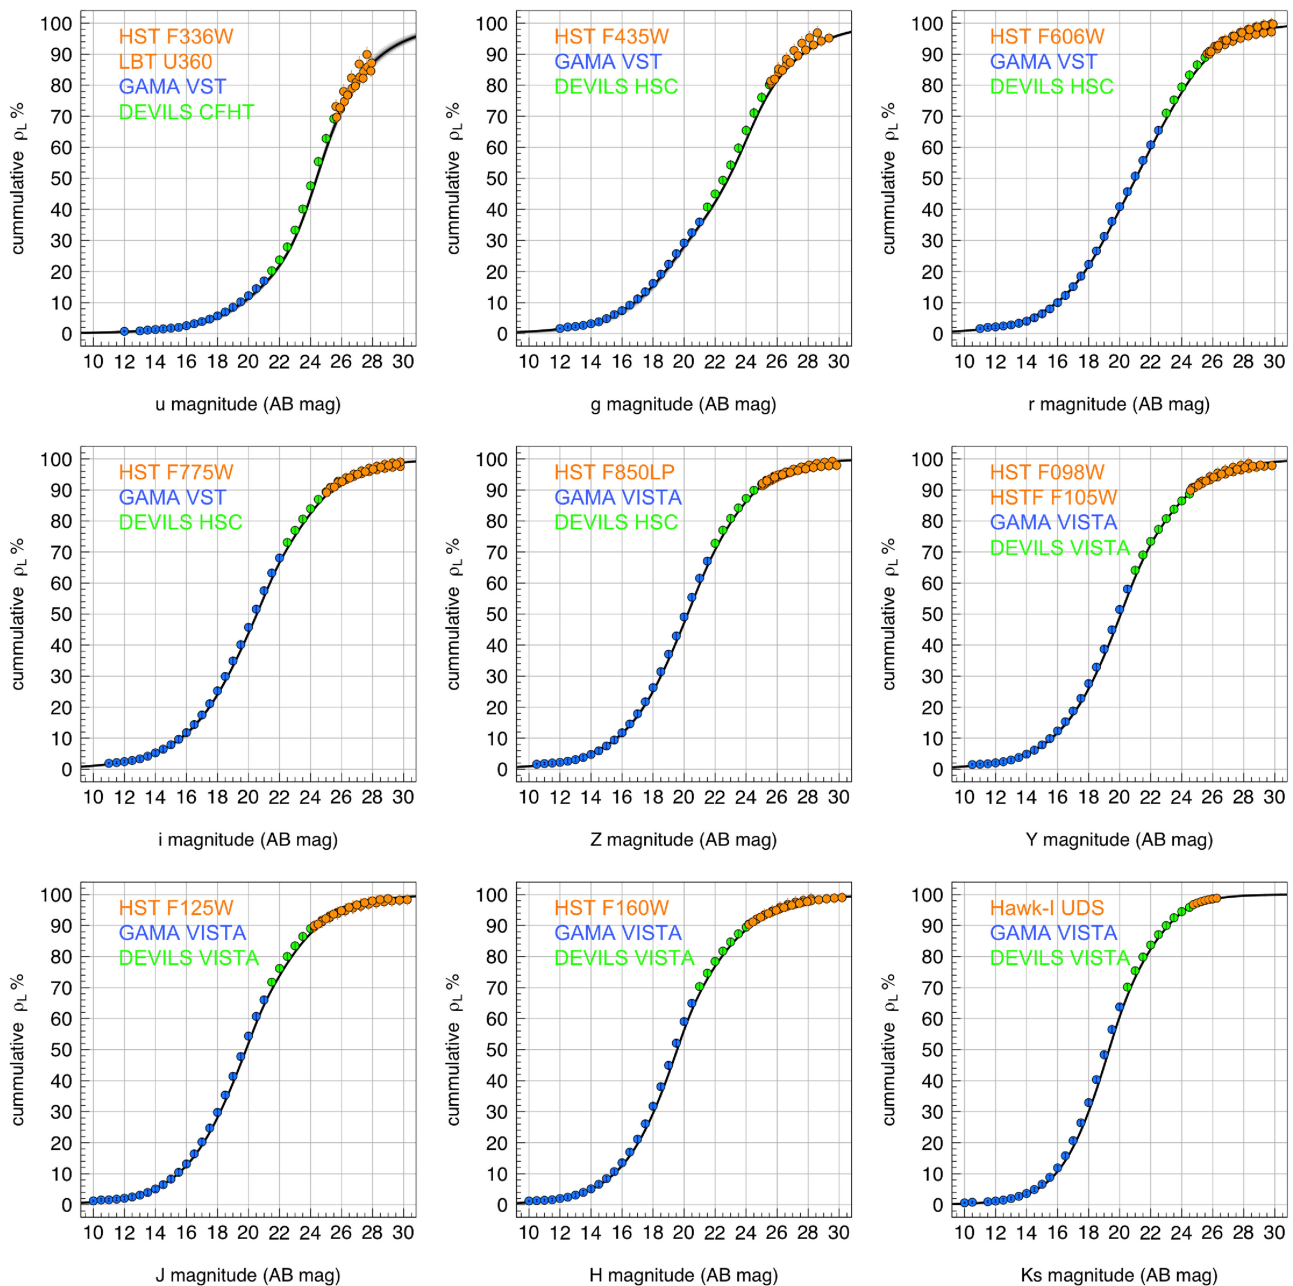 100
90
80
70
60
50
40
30
20
10
0
cummulative ρL %
HST F336W
LBT U360
GAMA VST
DEVILS CFHT
10 12 14 16 18 20 22 24 26 28 30
u magnitude (AB mag)
100
90
80
70
60
50
40
30
20
10
0
cummulative ρL %
HST F435W
GAMA VST
DEVILS HSC
10 12 14 16 18 20 22 24 26 28 30
g magnitude (AB mag)
100
90
80
70
60
50
40
30
20
10
0
cummulative ρL %
HST F606W
GAMA VST
DEVILS HSC
10 12 14 16 18 20 22 24 26 28 30
r magnitude (AB mag)
100
90
80
70
60
50
40
30
20
10
0
cummulative ρL %
HST F775W
GAMA VST
DEVILS HSC
10 12 14 16 18 20 22 24 26 28 30
i magnitude (AB mag)
100
90
80
70
60
50
40
30
20
10
0
cummulative ρL %
HST F850LP
GAMA VISTA
DEVILS HSC
10 12 14 16 18 20 22 24 26 28 30
Z magnitude (AB mag)
100
90
80
70
60
50
40
30
20
10
0
cummulative ρL %
HST F098W
HSTF F105W
GAMA VISTA
DEVILS VISTA
10 12 14 16 18 20 22 24 26 28 30
Y magnitude (AB mag)
100
90
80
70
60
50
40
30
20
10
0
cummulative ρL %
HST F125W
GAMA VISTA
DEVILS VISTA
10 12 14 16 18 20 22 24 26 28 30
J magnitude (AB mag)
100
90
80
70
60
50
40
30
20
10
0
cummulative ρL %
HST F160W
GAMA VISTA
DEVILS VISTA
10 12 14 16 18 20 22 24 26 28 30
H magnitude (AB mag)
100
90
80
70
60
50
40
30
20
10
0
cummulative ρL %
Hawk-I UDS
GAMA VISTA
DEVILS VISTA
10 12 14 16 18 20 22 24 26 28 30
Ks magnitude (AB mag)